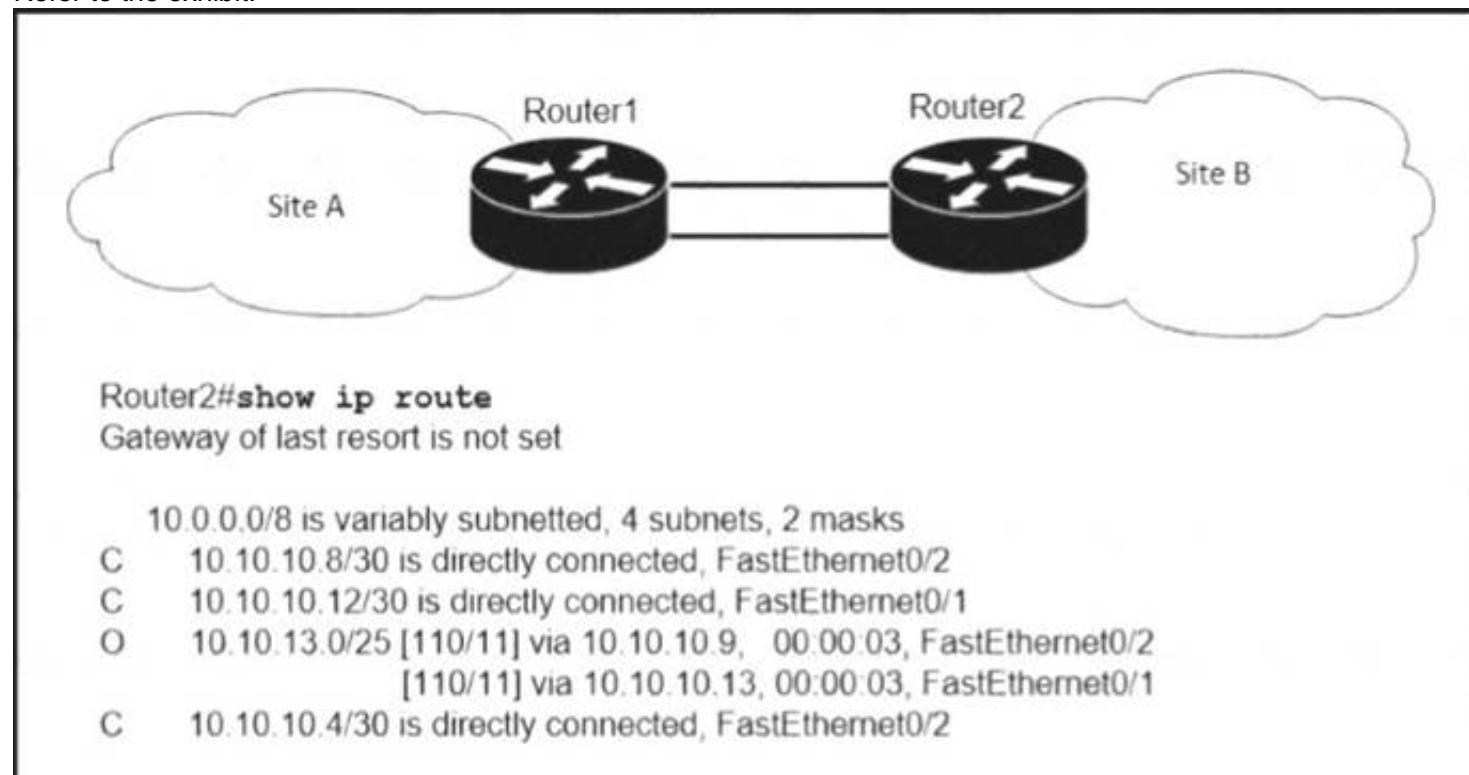 Refer to the exhibit.
Router1
Router2
Site A
Site B
Router2#show ip route
Gateway of last resort is not set
10.0.0.0/8 is variably subnetted, 4 subnets, 2 masks
C 10.10.10.8/30 is directly connected, FastEthernet0/2
C 10.10.10.12/30 is directly connected, FastEthernet0/1
O 10.10.13.0/25 [110/11] via 10.10.10.9, 00:00:03, FastEthernet0/2
[110/11] via 10.10.10.13, 00:00:03, FastEthernet0/1
C 10.10.10.4/30 is directly connected, FastEthernet0/2